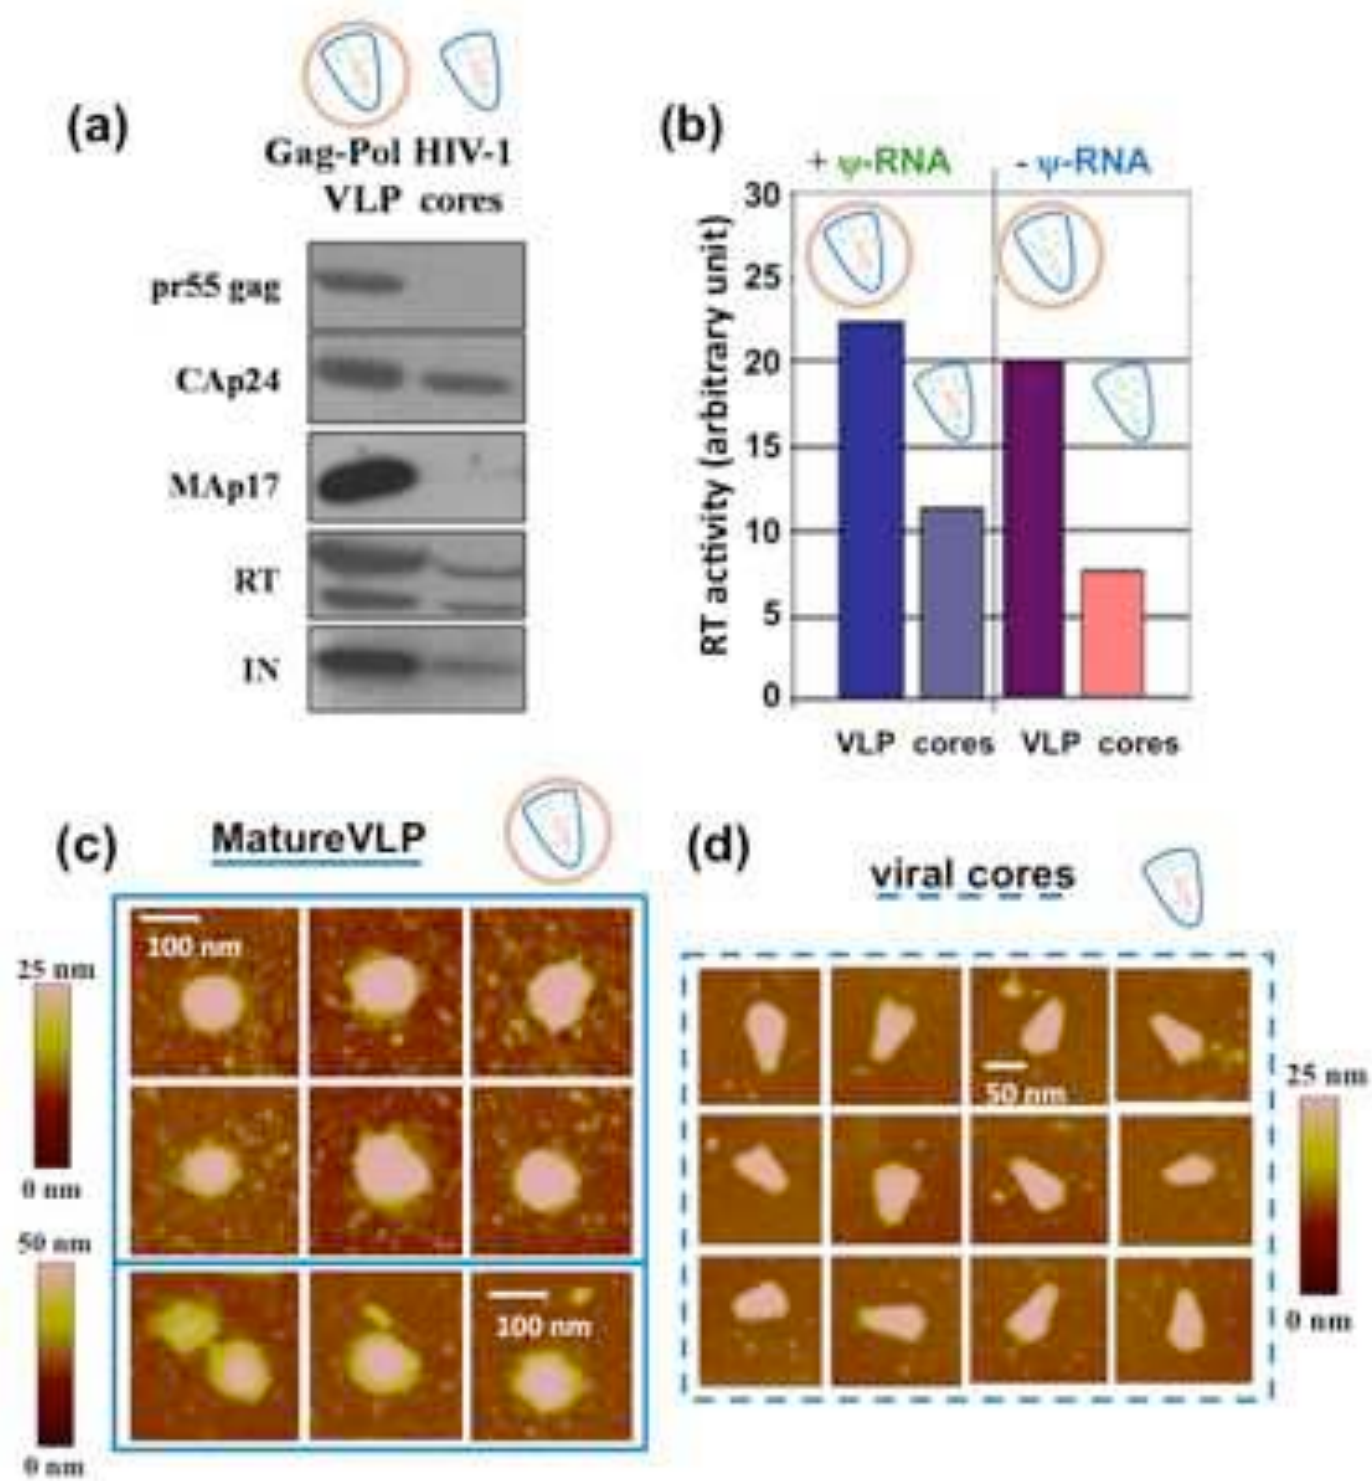 (a)
Gag-Pol HIV-1
VLP cores
pr55 gag
CAp24
MAp17
RT
IN
(b)
+ ψ-RNA
- ψ-RNA
RT activity (arbitrary unit)
30
25
20
15
10
5
0
VLP cores VLP cores
(c)
MatureVLP
100 nm
25 nm
0 nm
50 nm
0 nm
100 nm
(d)
viral cores
50 nm
25 nm
0 nm